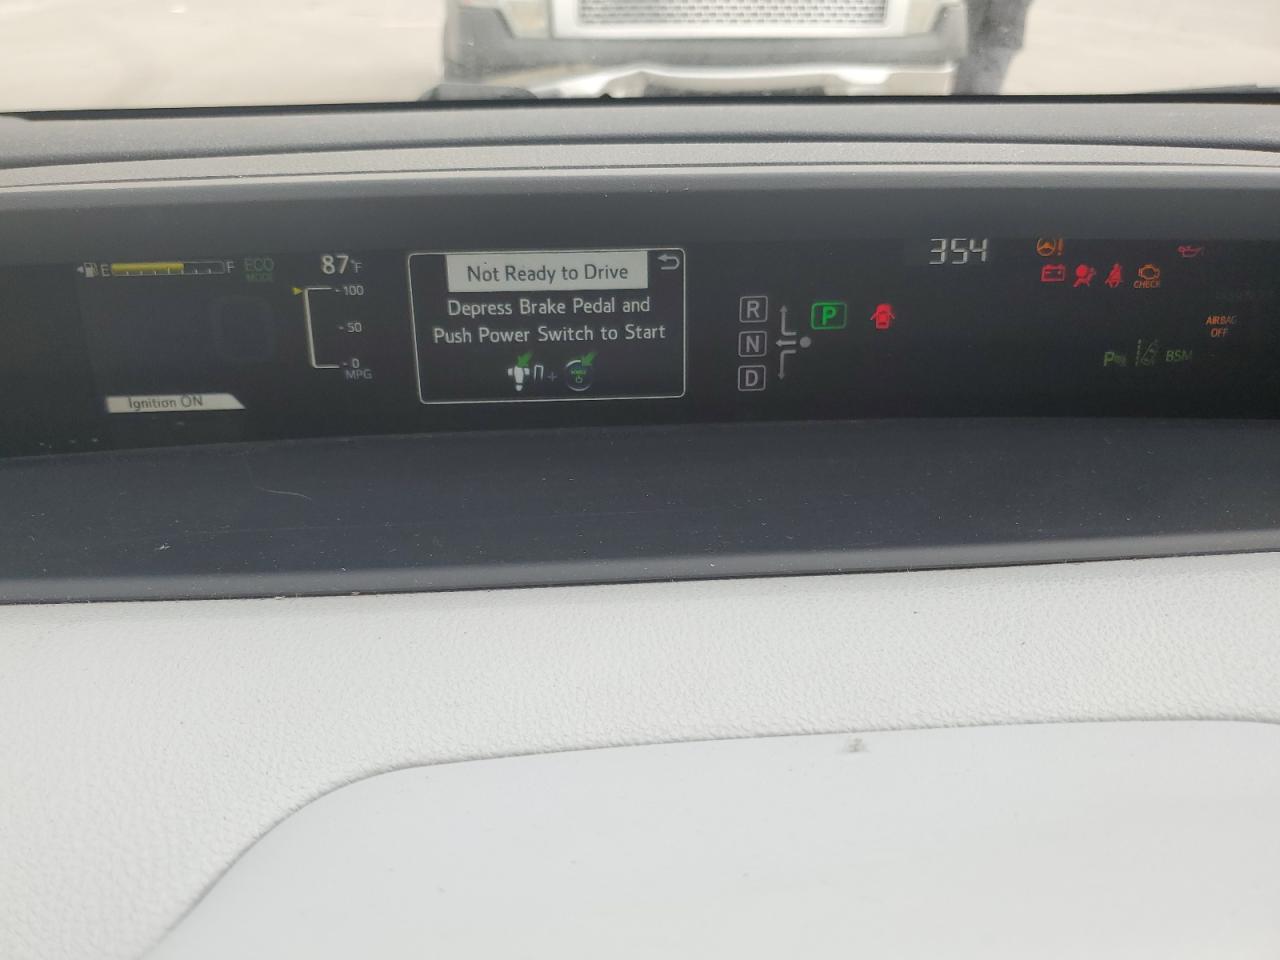 E F ECO
MODE
87°F
100
50
0
MPG
Ignition ON
Not Ready to Drive
Depress Brake Pedal and
Push Power Switch to Start
R
N
D
P
354
CHECK
AIRBAG
OFF
P
BSM